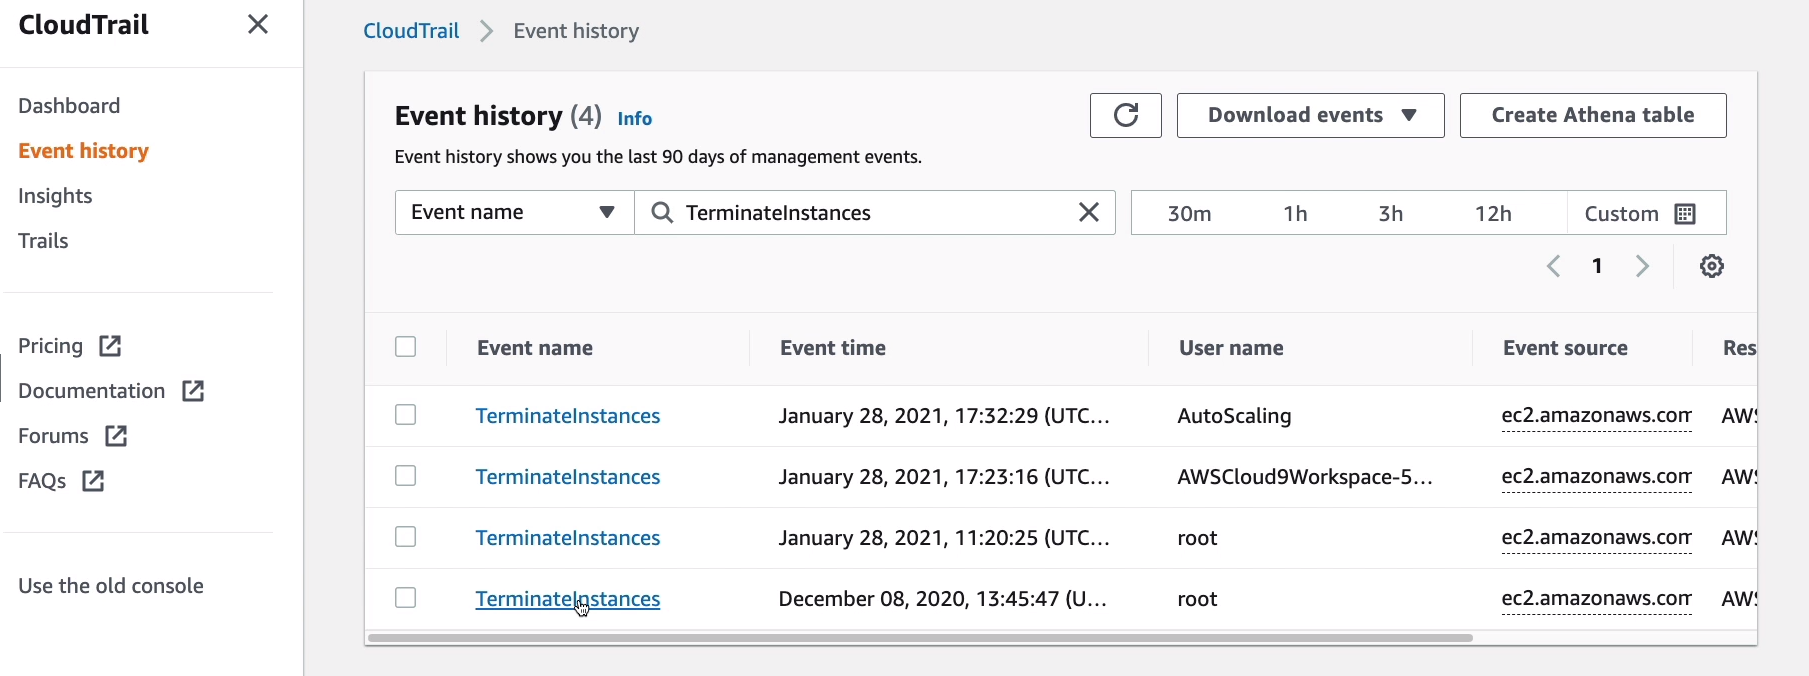 CloudTrail
Dashboard
Event history
Insights
Trails
Pricing
Documentation
Forums
FAQs
Use the old console
CloudTrail > Event history
Event history (4) Info
Download events
Create Athena table
Event history shows you the last 90 days of management events.
Event name
TerminateInstances
30m 1h 3h 12h Custom
1
Event name Event time User name Event source Res
TerminateInstances January 28, 2021, 17:32:29 (UTC... AutoScaling ec2.amazonaws.com AWS
TerminateInstances January 28, 2021, 17:23:16 (UTC... AWSCloud9Workspace-5... ec2.amazonaws.com AWS
TerminateInstances January 28, 2021, 11:20:25 (UTC... root ec2.amazonaws.com AWS
TerminateInstances December 08, 2020, 13:45:47 (U... root ec2.amazonaws.com AWS